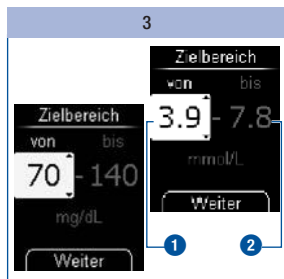 3
Zielbereich
von bis
70 - 140
mg/dL
Weiter
Zielbereich
von bis
3.9 - 7.8
mmol/L
Weiter
1 2